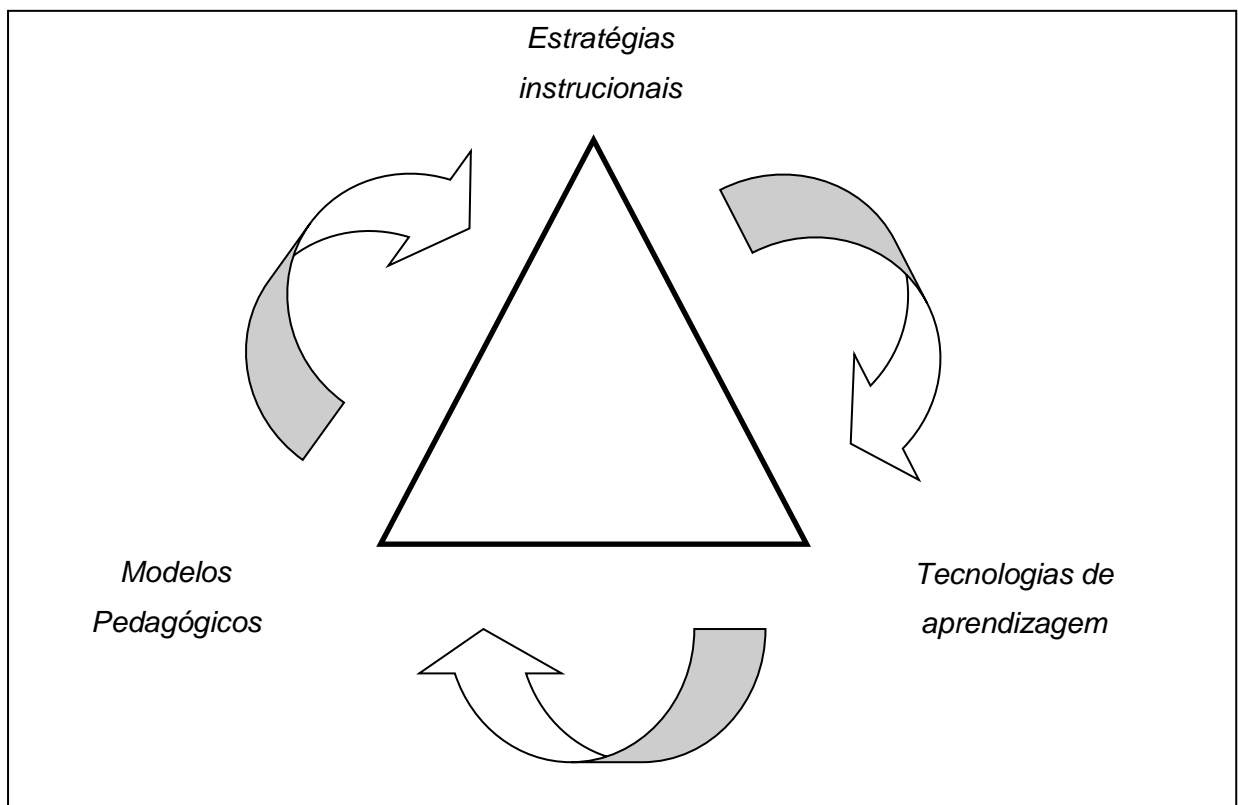 Estratégias
instrucionais
Modelos
Pedagógicos
Tecnologias de
aprendizagem